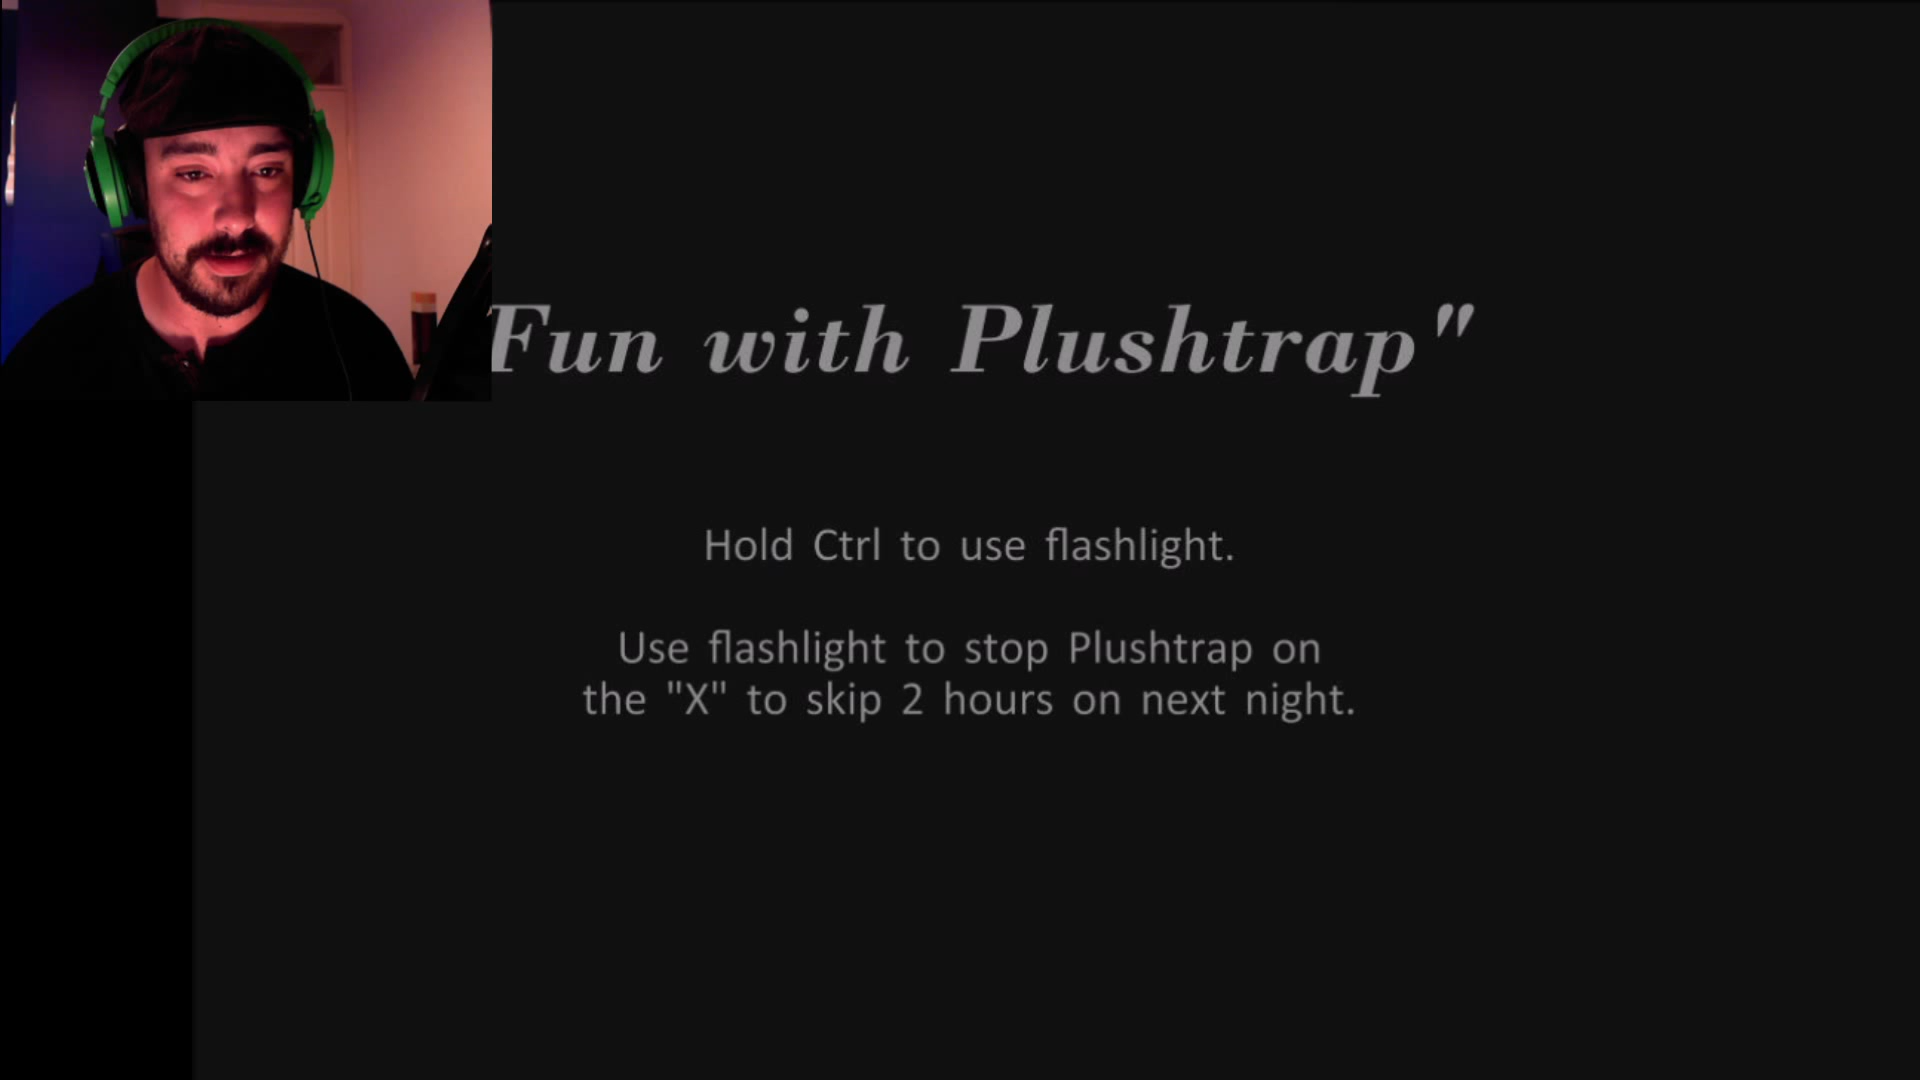 Fun with Plushtrap"
Hold Ctrl to use flashlight.
Use flashlight to stop Plushtrap on
the "X" to skip 2 hours on next night.